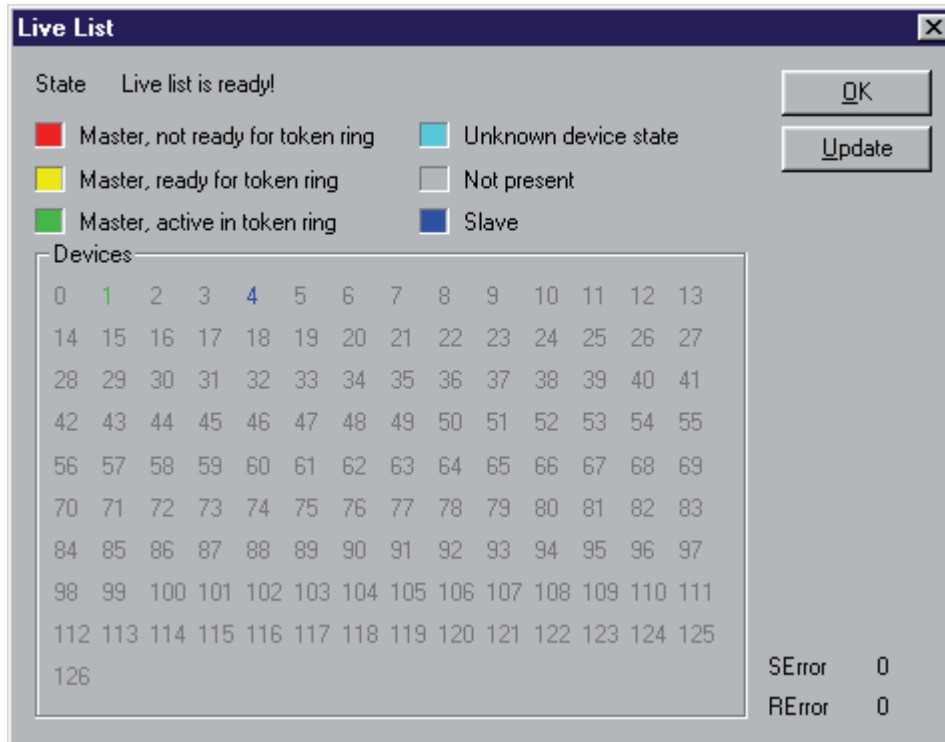 Live List
State Live list is ready!
OK
Master, not ready for token ring Unknown device state
Update
Master, ready for token ring Not present
Master, active in token ring Slave
Devices
0 1 2 3 4 5 6 7 8 9 10 11 12 13
14 15 16 17 18 19 20 21 22 23 24 25 26 27
28 29 30 31 32 33 34 35 36 37 38 39 40 41
42 43 44 45 46 47 48 49 50 51 52 53 54 55
56 57 58 59 60 61 62 63 64 65 66 67 68 69
70 71 72 73 74 75 76 77 78 79 80 81 82 83
84 85 86 87 88 89 90 91 92 93 94 95 96 97
98 99 100 101 102 103 104 105 106 107 108 109 110 111
112 113 114 115 116 117 118 119 120 121 122 123 124 125
126
SError 0
RError 0